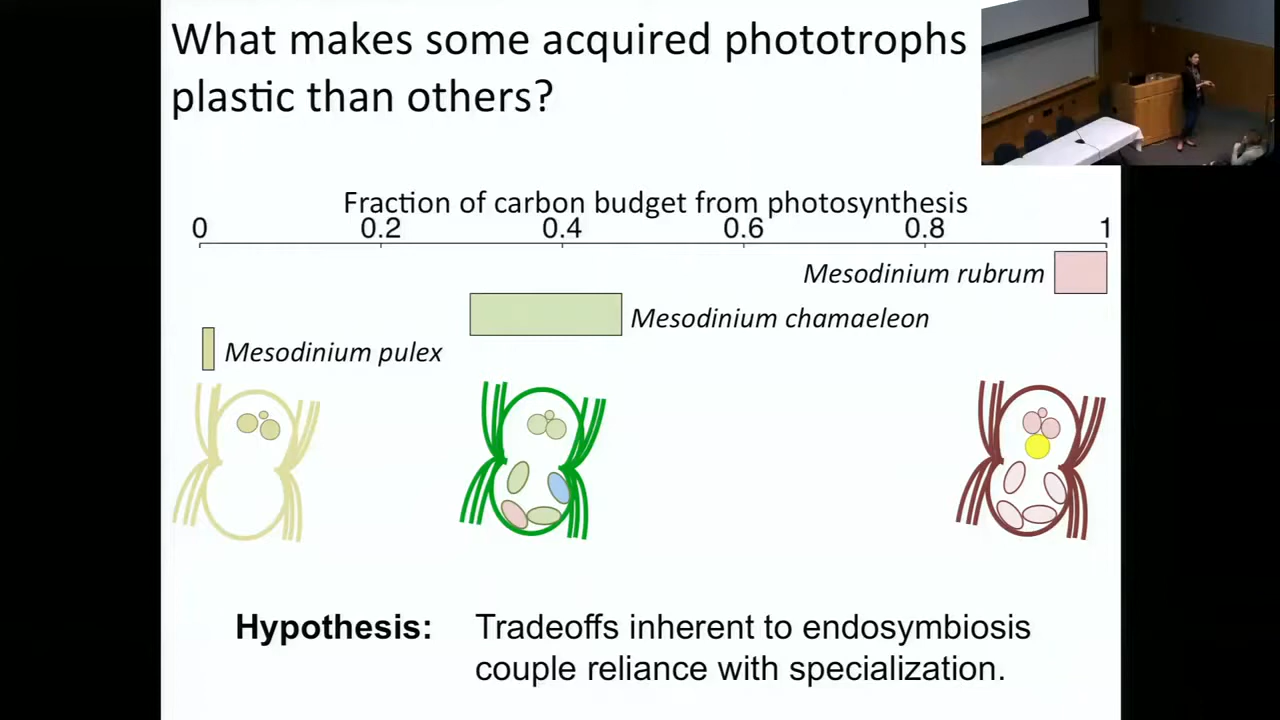 What makes some acquired phototrophs
plastic than others?
Fraction of carbon budget from photosynthesis
0 0.2 0.4 0.6 0.8 1
Mesodinium rubrum
Mesodinium chamaeleon
Mesodinium pulex
Hypothesis: Tradeoffs inherent to endosymbiosis
couple reliance with specialization.